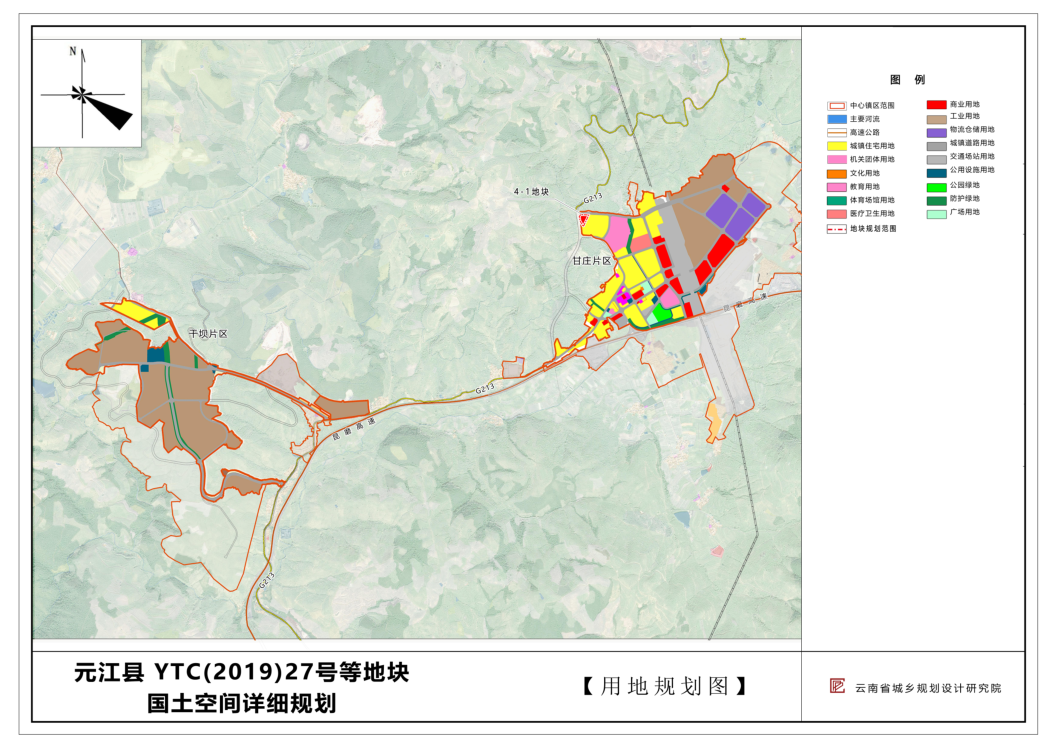 N
4-1地块
G213
甘庄片区
昆磨高速
干坝片区
G213
昆磨高速
G213
图 例
中心镇区范围
主要河流
高速公路
城镇住宅用地
机关团体用地
文化用地
教育用地
体育场馆用地
医疗卫生用地
地块规划范围
商业用地
工业用地
物流仓储用地
城镇道路用地
交通场站用地
公用设施用地
公园绿地
防护绿地
广场用地
元江县 YTC(2019)27号等地块
国土空间详细规划
【用地规划图】
云南省城乡规划设计研究院